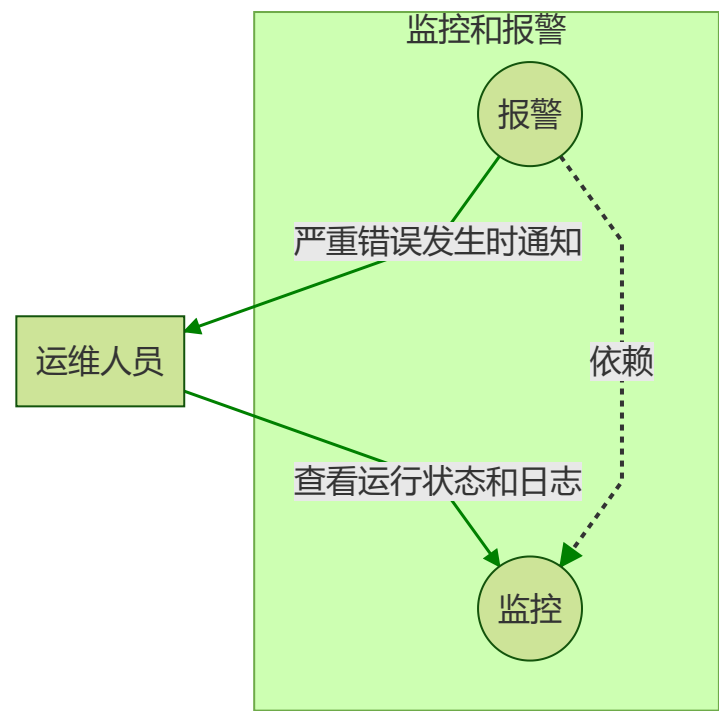 监控和报警
报警
严重错误发生时通知
运维人员
依赖
查看运行状态和日志
监控